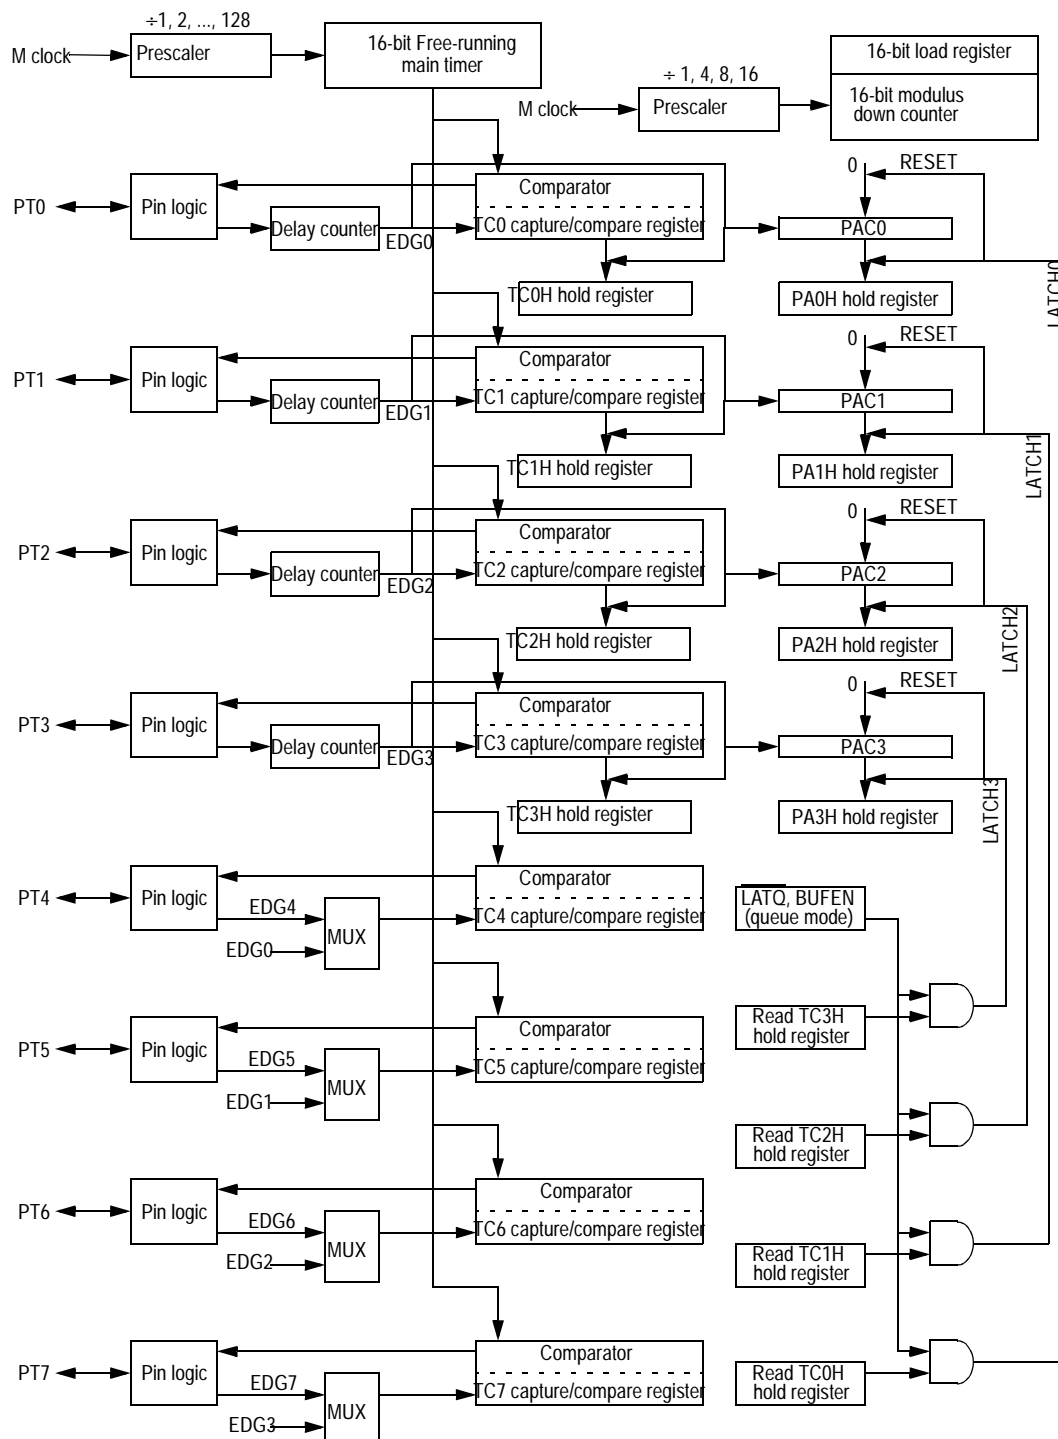 ÷1, 2, ..., 128
M clock
Prescaler
16-bit Free-running
main timer
÷ 1, 4, 8, 16
M clock
Prescaler
16-bit load register
16-bit modulus
down counter
PT0
Pin logic
Delay counter
EDG0
Comparator
TC0 capture/compare register
TC0H hold register
0
RESET
PAC0
PA0H hold register
LATCH0
PT1
Pin logic
Delay counter
EDG1
Comparator
TC1 capture/compare register
TC1H hold register
0
RESET
PAC1
PA1H hold register
LATCH1
PT2
Pin logic
Delay counter
EDG2
Comparator
TC2 capture/compare register
TC2H hold register
0
RESET
PAC2
PA2H hold register
LATCH2
PT3
Pin logic
Delay counter
EDG3
Comparator
TC3 capture/compare register
TC3H hold register
0
RESET
PAC3
PA3H hold register
LATCH3
PT4
Pin logic
EDG4
EDG0
MUX
Comparator
TC4 capture/compare register
LATQ, BUFEN
(queue mode)
Read TC3H
hold register
PT5
Pin logic
EDG5
EDG1
MUX
Comparator
TC5 capture/compare register
Read TC2H
hold register
PT6
Pin logic
EDG6
EDG2
MUX
Comparator
TC6 capture/compare register
Read TC1H
hold register
PT7
Pin logic
EDG7
EDG3
MUX
Comparator
TC7 capture/compare register
Read TC0H
hold register